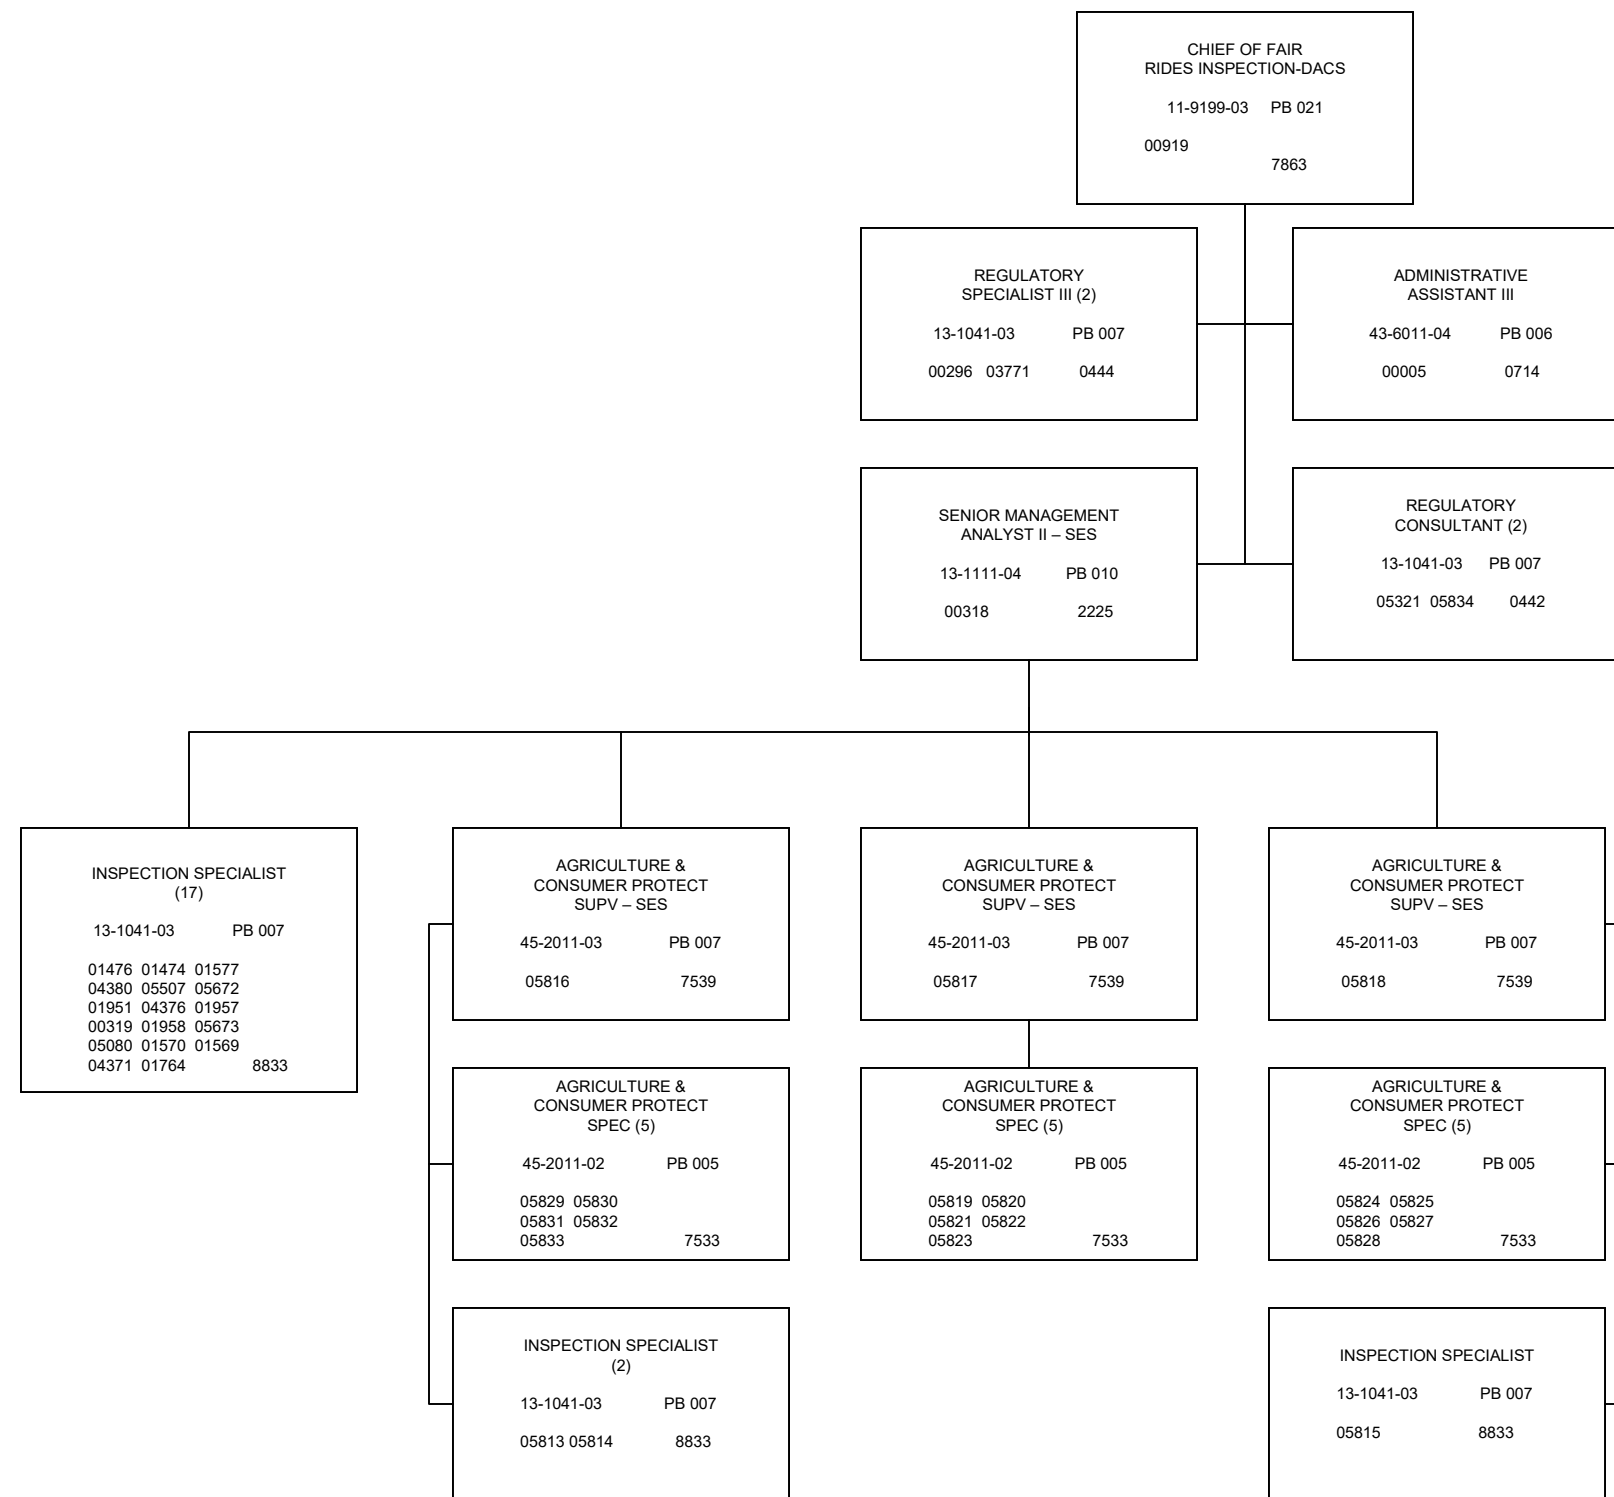 CHIEF OF FAIR
RIDES INSPECTION-DACS
11-9199-03 PB 021
00919
7863
REGULATORY
SPECIALIST III (2)
13-1041-03 PB 007
00296 03771 0444
ADMINISTRATIVE
ASSISTANT III
43-6011-04 PB 006
00005 0714
SENIOR MANAGEMENT
ANALYST II – SES
13-1111-04 PB 010
00318 2225
REGULATORY
CONSULTANT (2)
13-1041-03 PB 007
05321 05834 0442
INSPECTION SPECIALIST
(17)
13-1041-03 PB 007
01476 01474 01577
04380 05507 05672
01951 04376 01957
00319 01958 05673
05080 01570 01569
04371 01764 8833
AGRICULTURE &
CONSUMER PROTECT
SUPV – SES
45-2011-03 PB 007
05816 7539
AGRICULTURE &
CONSUMER PROTECT
SUPV – SES
45-2011-03 PB 007
05817 7539
AGRICULTURE &
CONSUMER PROTECT
SUPV – SES
45-2011-03 PB 007
05818 7539
AGRICULTURE &
CONSUMER PROTECT
SPEC (5)
45-2011-02 PB 005
05829 05830
05831 05832
05833 7533
AGRICULTURE &
CONSUMER PROTECT
SPEC (5)
45-2011-02 PB 005
05819 05820
05821 05822
05823 7533
AGRICULTURE &
CONSUMER PROTECT
SPEC (5)
45-2011-02 PB 005
05824 05825
05826 05827
05828 7533
INSPECTION SPECIALIST
(2)
13-1041-03 PB 007
05813 05814 8833
INSPECTION SPECIALIST
13-1041-03 PB 007
05815 8833